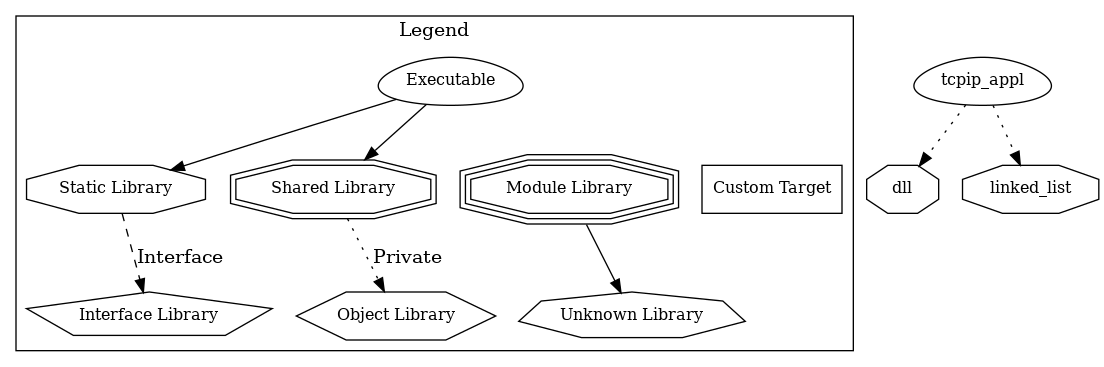 Legend
Executable
tcpip_appl
Static Library
Shared Library
Module Library
Custom Target
dll
linked_list
Interface
Private
Interface Library
Object Library
Unknown Library